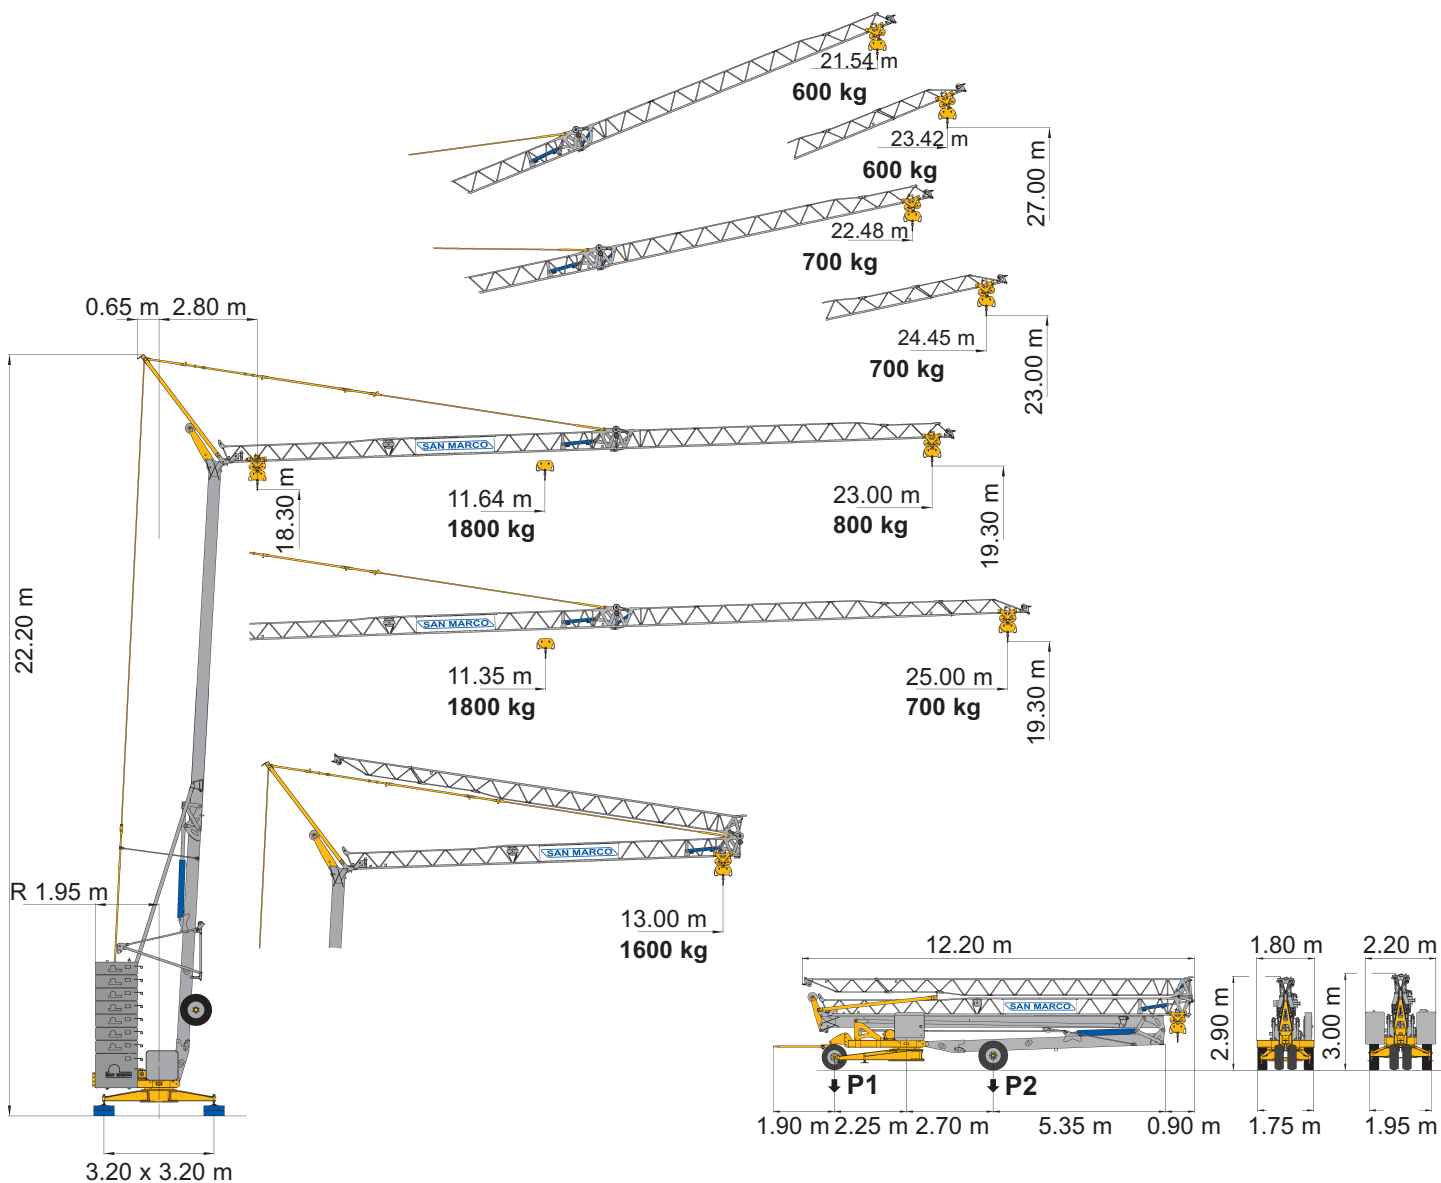 21.54 m
600 kg
23.42 m
600 kg
27.00 m
22.48 m
700 kg
24.45 m
700 kg
23.00 m
0.65 m
2.80 m
SAN MARCO
18.30 m
11.64 m
1800 kg
23.00 m
800 kg
19.30 m
22.20 m
SAN MARCO
11.35 m
1800 kg
25.00 m
700 kg
19.30 m
SAN MARCO
13.00 m
1600 kg
R 1.95 m
SAN MARCO
3.20 x 3.20 m
12.20 m
SAN MARCO
P1
P2
1.90 m
2.25 m
2.70 m
5.35 m
0.90 m
1.80 m
2.90 m
1.75 m
2.20 m
3.00 m
1.95 m